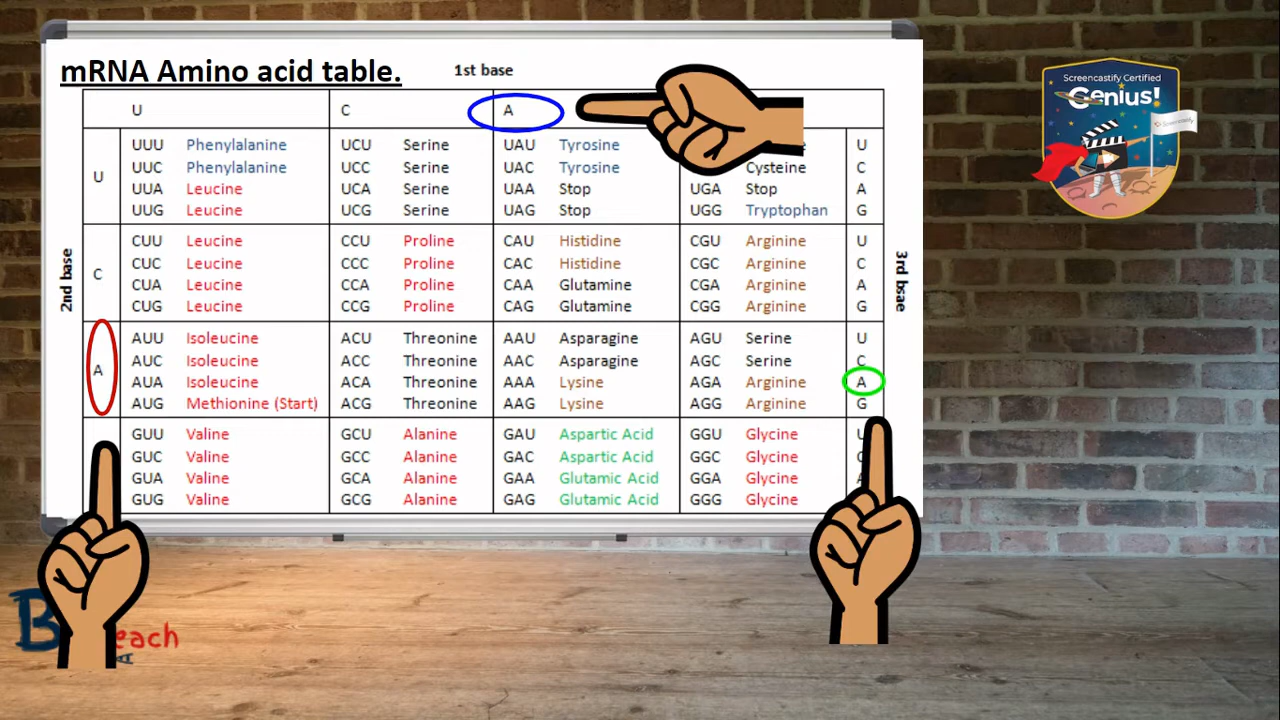 mRNA Amino acid table.
1st base
U C A
U
UUU Phenylalanine UCU Serine UAU Tyrosine U
UUC Phenylalanine UCC Serine UAC Tyrosine Cysteine C
UUA Leucine UCA Serine UAA Stop UGA Stop A
UUG Leucine UCG Serine UAG Stop UGG Tryptophan G
2nd base
C
CUU Leucine CCU Proline CAU Histidine CGU Arginine U
CUC Leucine CCC Proline CAC Histidine CGC Arginine C
CUA Leucine CCA Proline CAA Glutamine CGA Arginine A
CUG Leucine CCG Proline CAG Glutamine CGG Arginine G
3rd bsae
A
AUU Isoleucine ACU Threonine AAU Asparagine AGU Serine U
AUC Isoleucine ACC Threonine AAC Asparagine AGC Serine C
AUA Isoleucine ACA Threonine AAA Lysine AGA Arginine A
AUG Methionine (Start) ACG Threonine AAG Lysine AGG Arginine G
GUU Valine GCU Alanine GAU Aspartic Acid GGU Glycine U
GUC Valine GCC Alanine GAC Aspartic Acid GGC Glycine
GUA Valine GCA Alanine GAA Glutamic Acid GGA Glycine A
GUG Valine GCG Alanine GAG Glutamic Acid GGG Glycine
Screencastify Certified
Genius!
Screencastify